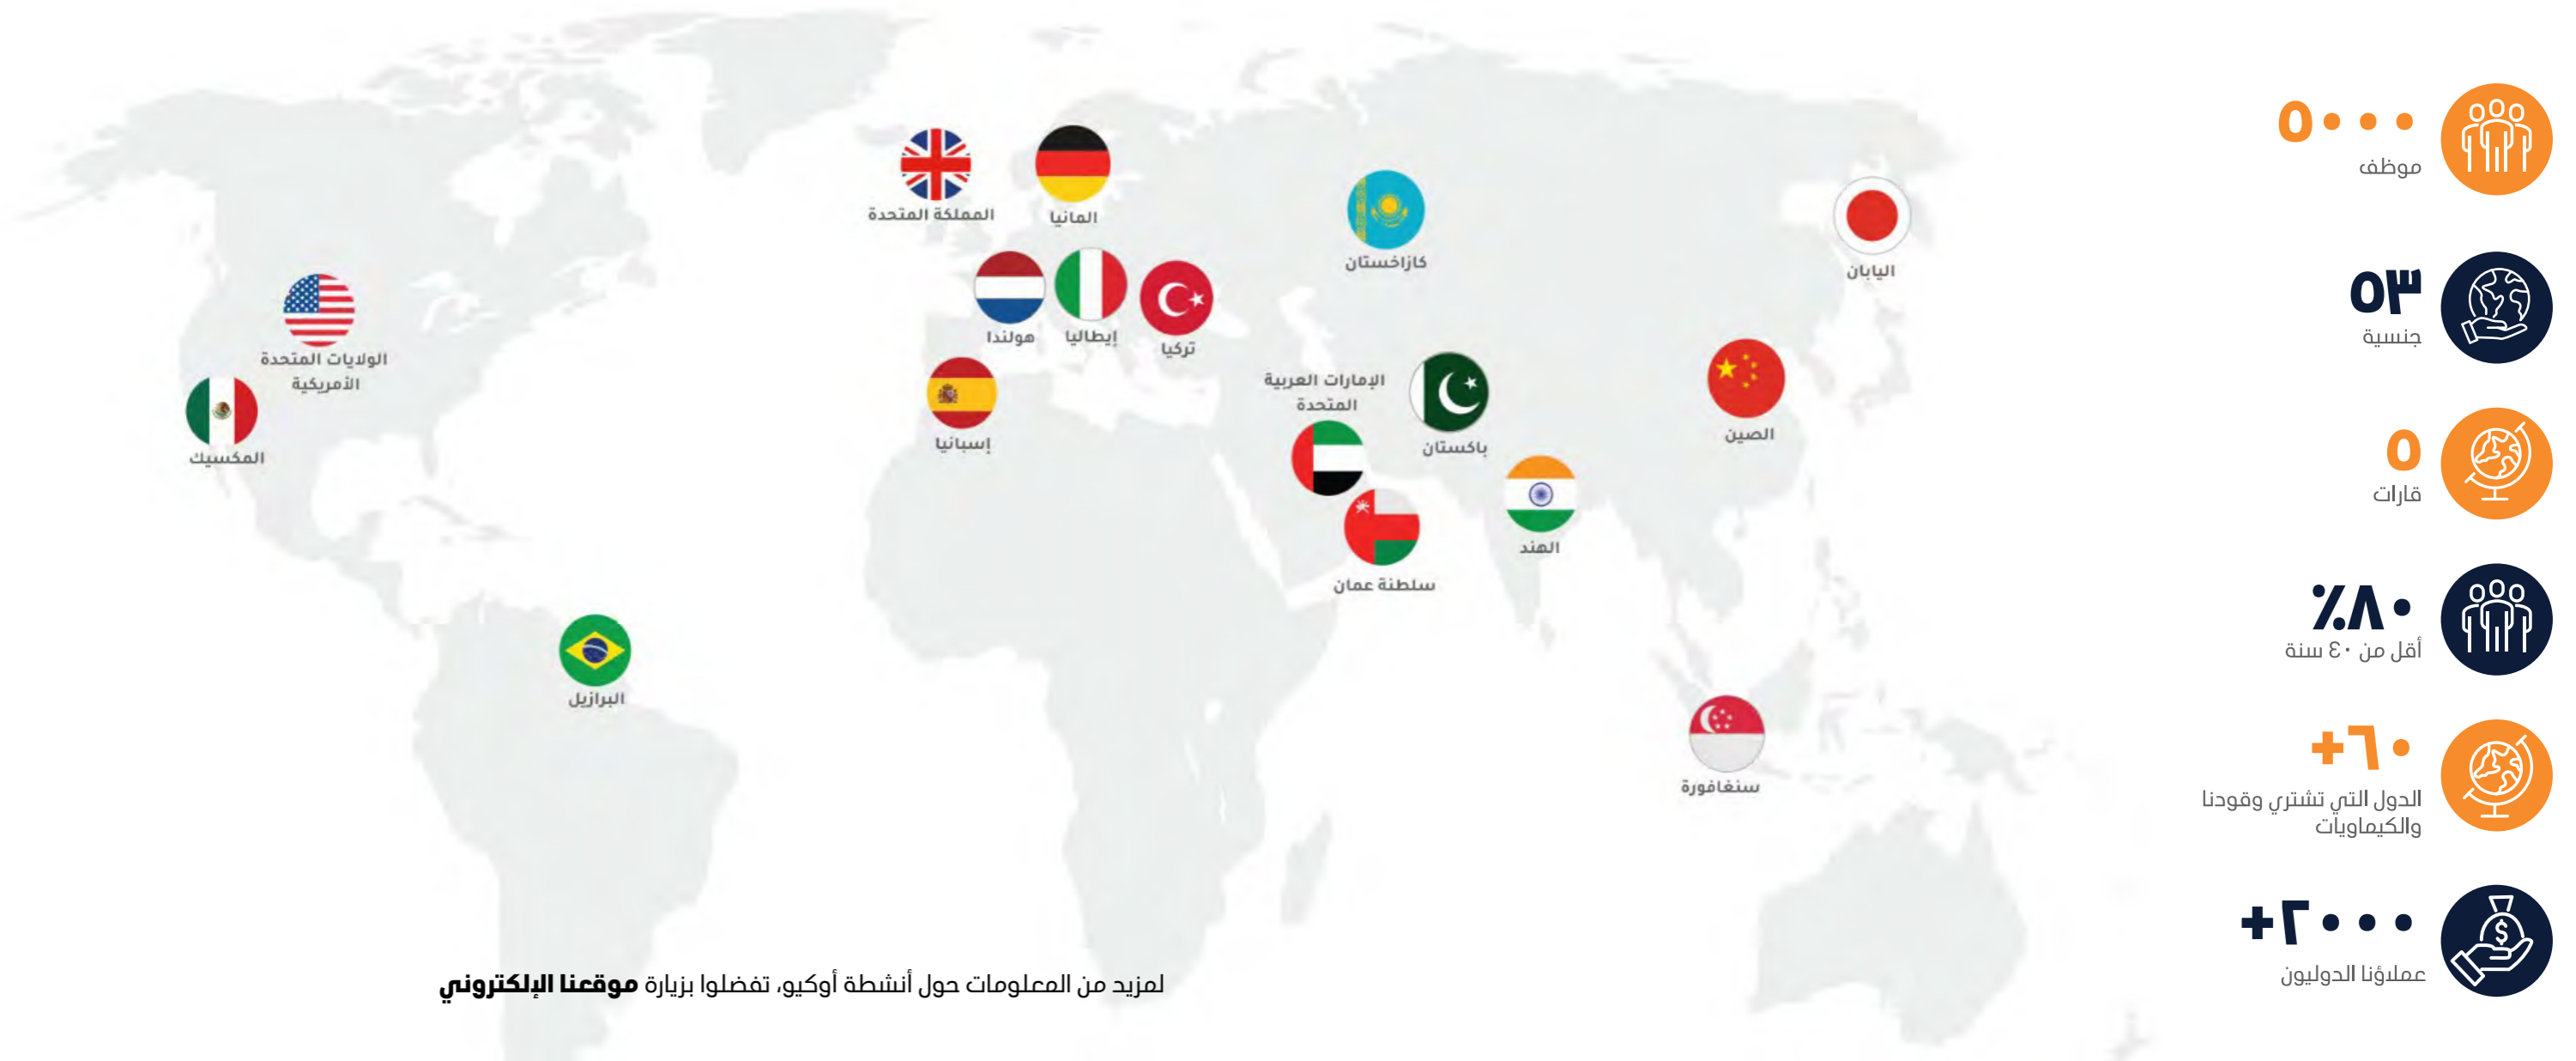 ٥٠٠٠
موظف
٥٣
جنسية
٥
قارات
٪٨٠
أقل من ٤٠ سنة
+٦٠
الدول التي تشتري وقودنا
والكيماويات
+٢٠٠٠
عملاؤنا الدوليون
المملكة المتحدة
المانيا
كازاخستان
اليابان
هولندا
إيطاليا
تركيا
الولايات المتحدة
الأمريكية
المكسيك
إسبانيا
الإمارات العربية
المتحدة
باكستان
الصين
الهند
سلطنة عمان
البرازيل
سنغافورة
لمزيد من المعلومات حول أنشطة أوكيو، تفضلوا بزيارة موقعنا الإلكتروني